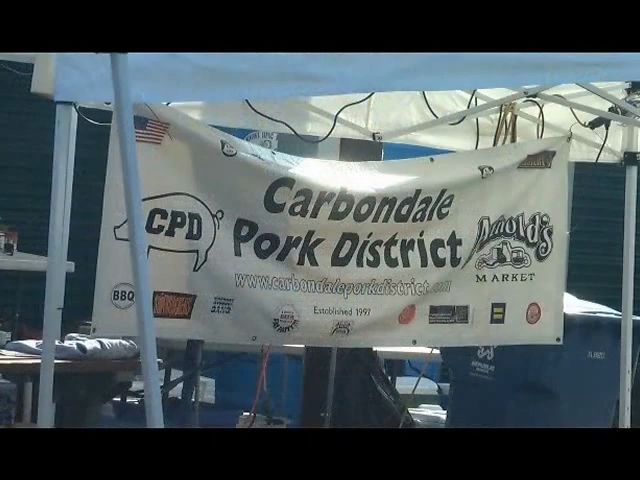 Carbondale
Pork District
CPD
Arnold's
MARKET
www.carbondaleporkdistrict.com
BBQ
Established 1997